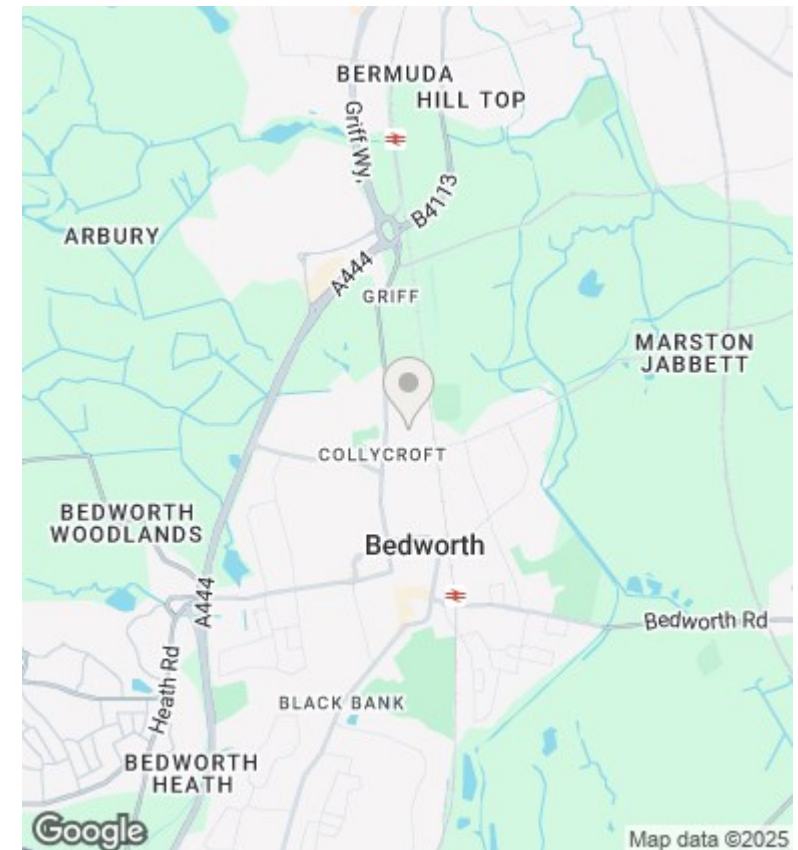 BERMUDA
HILL TOP
Griff Wy,
B4113
ARBURY
A444
GRIFF
MARSTON
JABBETT
COLLYCROFT
BEDWORTH
WOODLANDS
Bedworth
A444
Bedworth Rd
Heath Rd
BLACK BANK
BEDWORTH
HEATH
Google
Map data ©2025